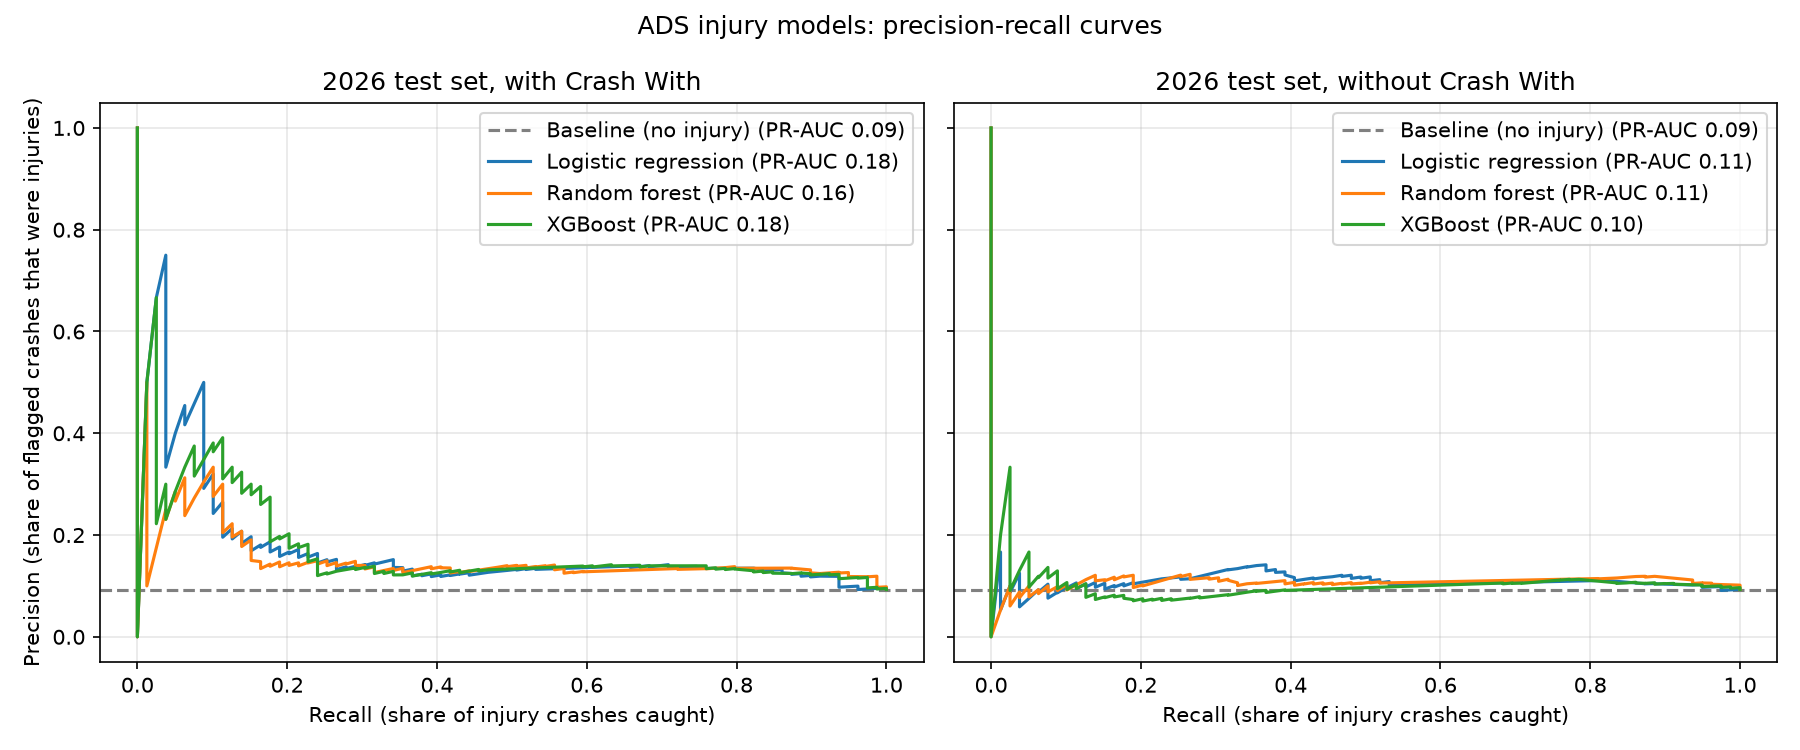 ADS injury models: precision-recall curves
2026 test set, with Crash With
Precision (share of flagged crashes that were injuries)
1.0
0.8
0.6
0.4
0.2
0.0
Baseline (no injury) (PR-AUC 0.09)
Logistic regression (PR-AUC 0.18)
Random forest (PR-AUC 0.16)
XGBoost (PR-AUC 0.18)
0.0 0.2 0.4 0.6 0.8 1.0
Recall (share of injury crashes caught)
2026 test set, without Crash With
Baseline (no injury) (PR-AUC 0.09)
Logistic regression (PR-AUC 0.11)
Random forest (PR-AUC 0.11)
XGBoost (PR-AUC 0.10)
0.0 0.2 0.4 0.6 0.8 1.0
Recall (share of injury crashes caught)